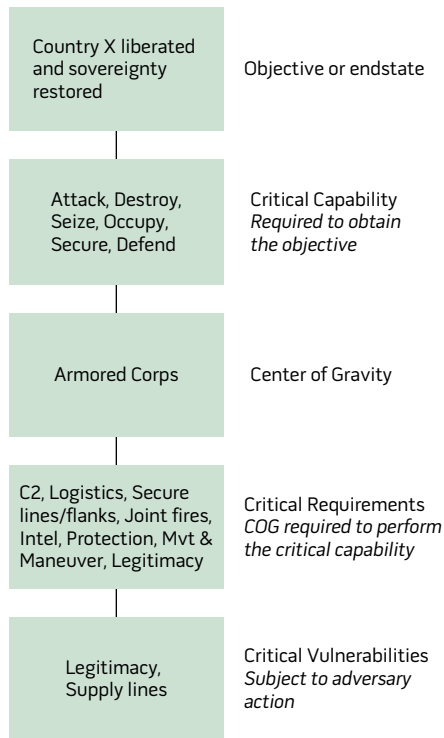 Country X liberated
and sovereignty
restored
Objective or endstate
Attack, Destroy,
Seize, Occupy,
Secure, Defend
Critical Capability
Required to obtain
the objective
Armored Corps
Center of Gravity
C2, Logistics, Secure
lines/flanks, Joint fires,
Intel, Protection, Mvt &
Maneuver, Legitimacy
Critical Requirements
COG required to perform
the critical capability
Legitimacy,
Supply lines
Critical Vulnerabilities
Subject to adversary
action